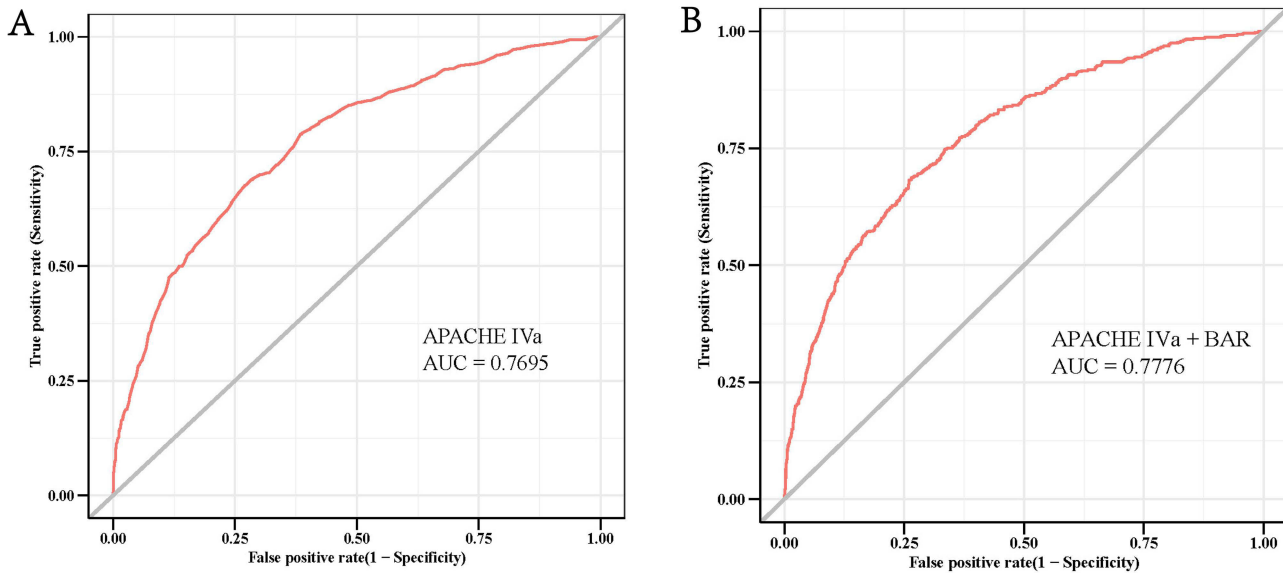 A
1.00
0.75
0.50
0.25
0.00
True positive rate (Sensitivity)
APACHE IVa
AUC = 0.7695
0.00 0.25 0.50 0.75 1.00
False positive rate(1 − Specificity)
B
1.00
0.75
0.50
0.25
0.00
True positive rate (Sensitivity)
APACHE IVa + BAR
AUC = 0.7776
0.00 0.25 0.50 0.75 1.00
False positive rate(1 − Specificity)